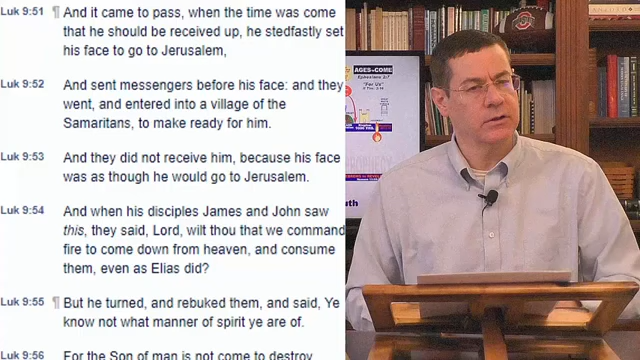 Luk 9:51 ¶ And it came to pass, when the time was come
that he should be received up, he stedfastly set
his face to go to Jerusalem,
Luk 9:52 And sent messengers before his face: and they
went, and entered into a village of the
Samaritans, to make ready for him.
Luk 9:53 And they did not receive him, because his face
was as though he would go to Jerusalem.
Luk 9:54 And when his disciples James and John saw
this, they said, Lord, wilt thou that we command
fire to come down from heaven, and consume
them, even as Elias did?
Luk 9:55 ¶ But he turned, and rebuked them, and said, Ye
know not what manner of spirit ye are of.
Luk 9:56 For the Son of man is not come to destroy
AGES to COME
Ephesians 2:7
"For Us"
uth